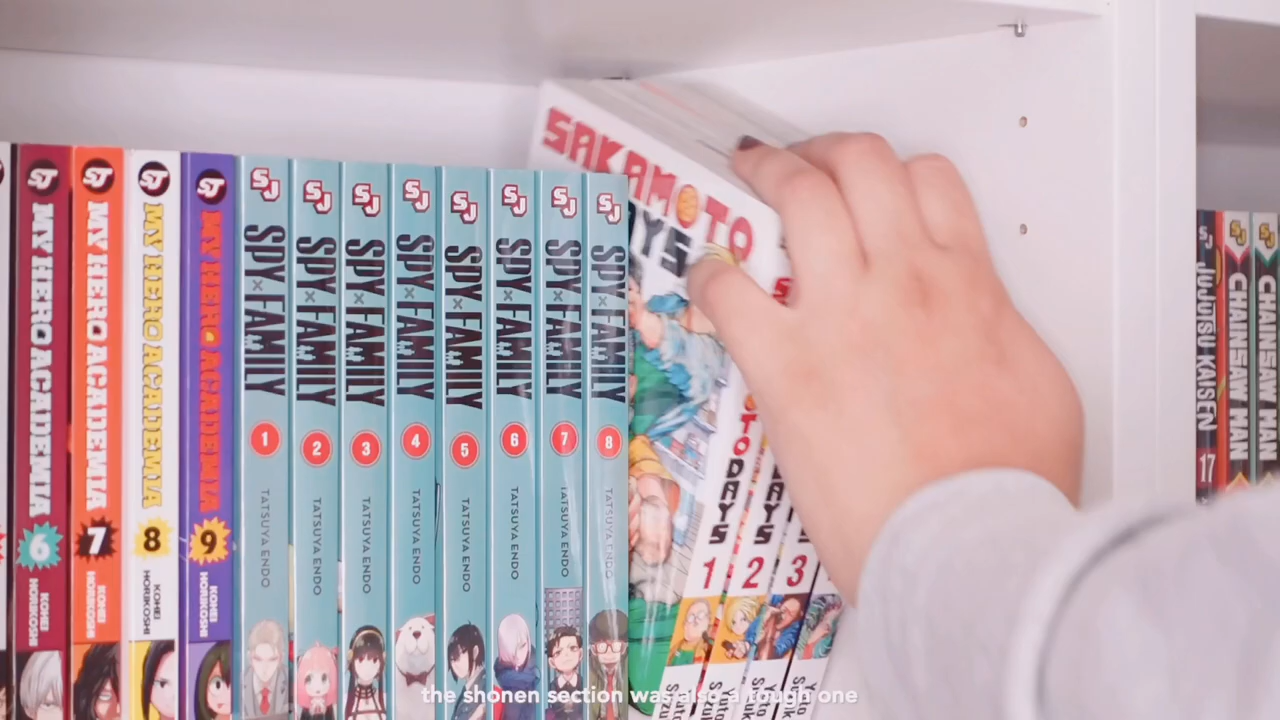 SJ
MY HERO ACADEMIA
6
KOHEI HORIKOSHI
SJ
MY HERO ACADEMIA
7
KOHEI HORIKOSHI
SJ
MY HERO ACADEMIA
8
KOHEI HORIKOSHI
SJ
MY HERO ACADEMIA
9
KOHEI HORIKOSHI
SJ
SPY×FAMILY
1
TATSUYA ENDO
SJ
SPY×FAMILY
2
TATSUYA ENDO
SJ
SPY×FAMILY
3
TATSUYA ENDO
SJ
SPY×FAMILY
4
TATSUYA ENDO
SJ
SPY×FAMILY
5
TATSUYA ENDO
SJ
SPY×FAMILY
6
TATSUYA ENDO
SJ
SPY×FAMILY
7
TATSUYA ENDO
SJ
SPY×FAMILY
8
TATSUYA ENDO
SAKAMOTO
DAYS
1
Yuto
DAYS
2
Yuto
3
SJ
JUJUTSU KAISEN
17
SJ
CHAINSAW MAN
SJ
CHAINSAW MAN
the shonen section was also a rough one